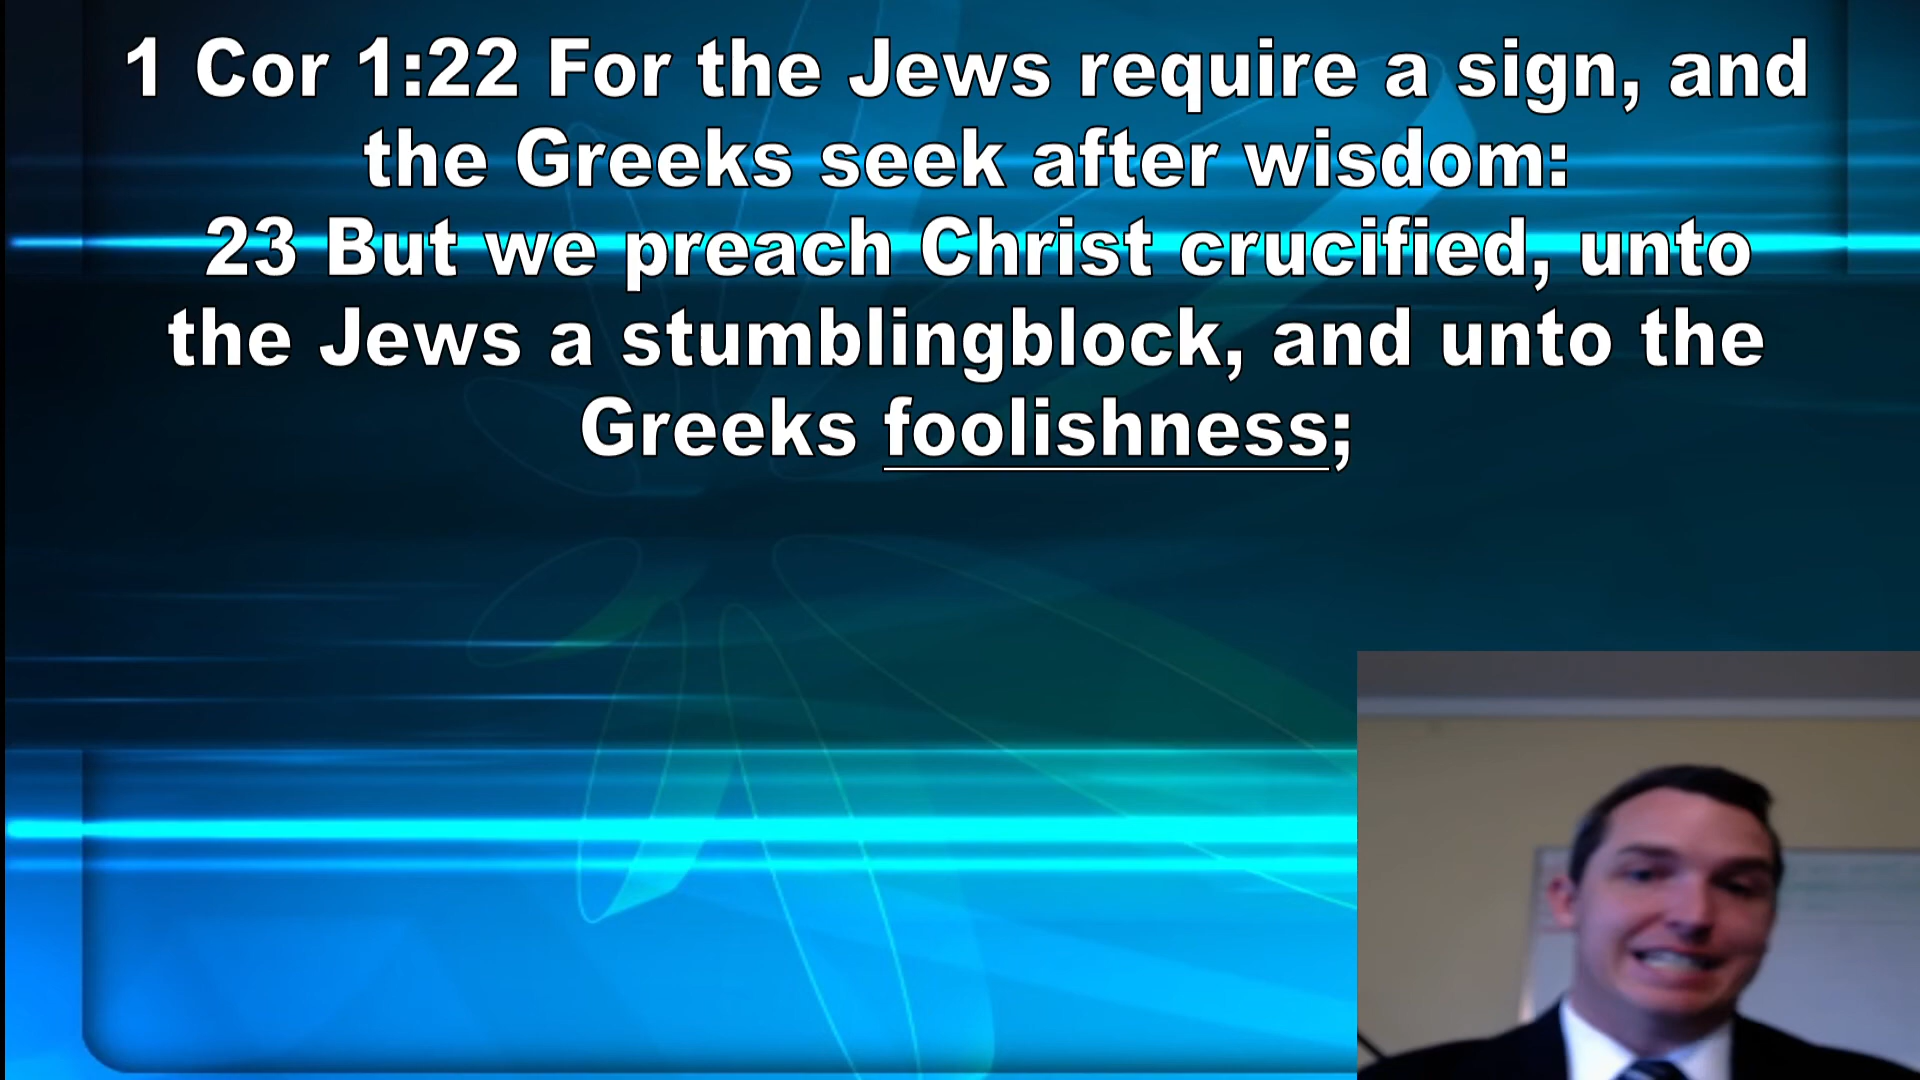 1 Cor 1:22 For the Jews require a sign, and
the Greeks seek after wisdom:
23 But we preach Christ crucified, unto
the Jews a stumblingblock, and unto the
Greeks foolishness;